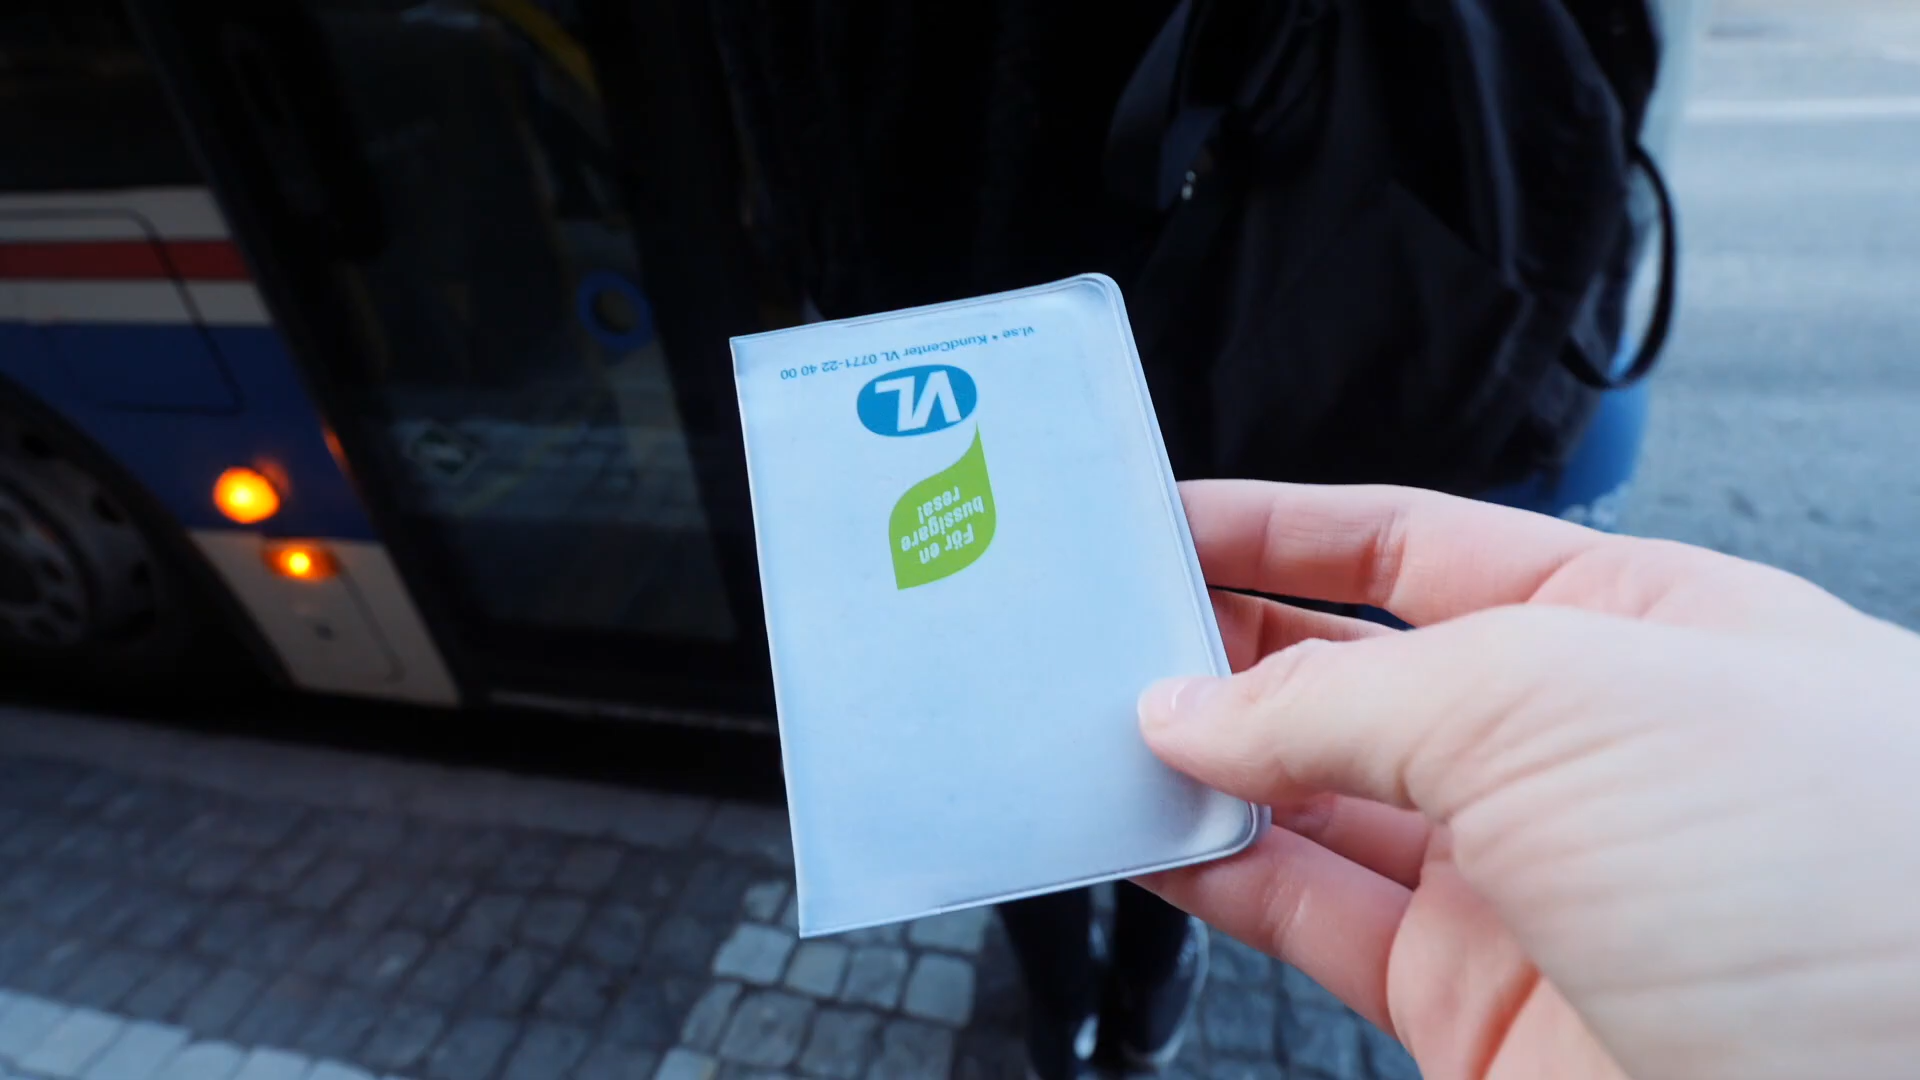 För en
bussigare
resa!
VL
vl.se * KundCenter VL 0771-22 40 00